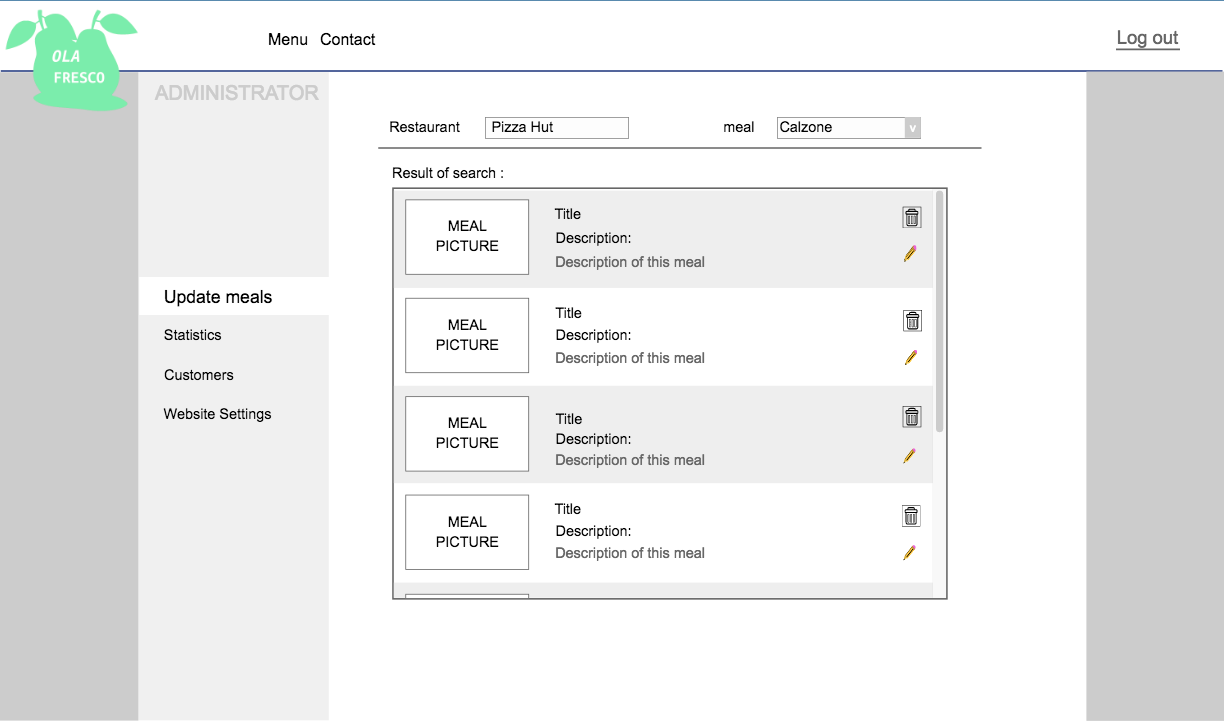 OLA
FRESCO
Menu Contact
Log out
ADMINISTRATOR
Update meals
Statistics
Customers
Website Settings
Restaurant Pizza Hut meal Calzone v
Result of search :
MEAL
PICTURE
Title
Description:
Description of this meal
MEAL
PICTURE
Title
Description:
Description of this meal
MEAL
PICTURE
Title
Description:
Description of this meal
MEAL
PICTURE
Title
Description:
Description of this meal